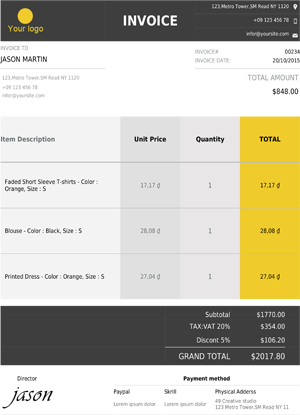 Your logo
INVOICE
123,Metro Tower,SM Road NY 1120
+09 123 456 78
infor@yoursite.com
INVOICE TO
JASON MARTIN
123,Metro Tower,SM Read NY 1120
+09 123 456 78
infor@yoursite.com
INVOICE# 00234
INVOICE DATE: 20/10/2015
TOTAL AMOUNT
$848.00
Item Description Unit Price Quantity TOTAL
Faded Short Sleeve T-shirts - Color :
Orange, Size : S
17,17 ₫ 1 17,17 ₫
Blouse - Color : Black, Size : S 28,08 ₫ 1 28,08 ₫
Printed Dress - Color : Orange, Size : S 27,04 ₫ 1 27,04 ₫
Subtotal $1770.00
TAX:VAT 20% $354.00
Discont 5% $106.20
GRAND TOTAL $2017.80
Director
jason
Payment method
Paypal Skrill Physical Adderss
Lorem ipsum dolor Lorem ipsum dolor 49 Creative studio
123 Metro Tower,SM Road NY 11